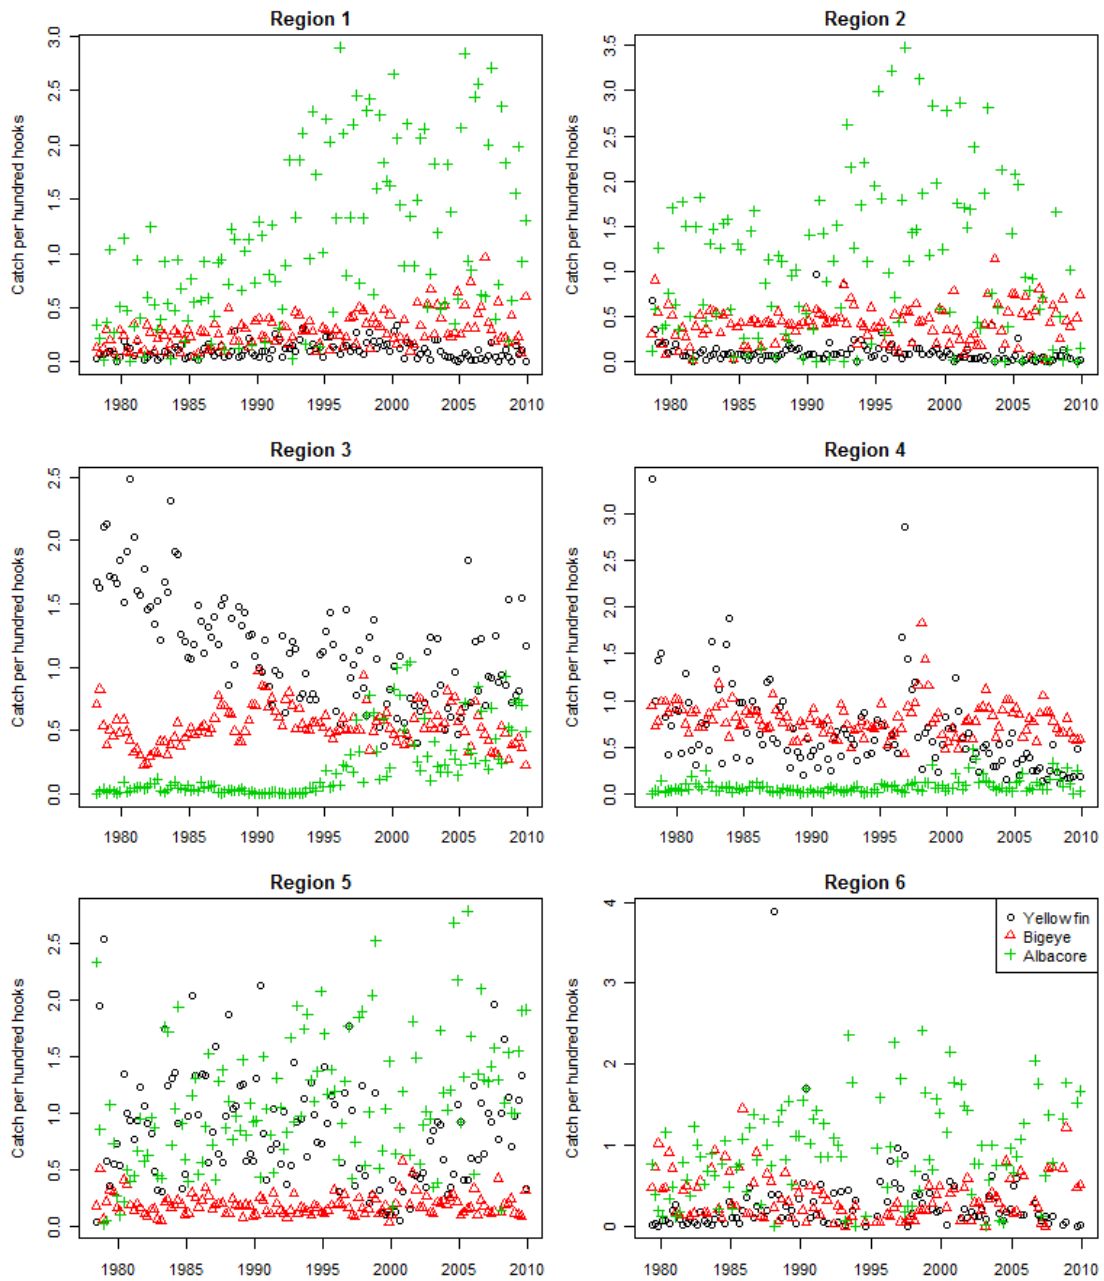 Region 1
Catch per hundred hooks
0.0 0.5 1.0 1.5 2.0 2.5 3.0
1980 1985 1990 1995 2000 2005 2010
Region 2
Catch per hundred hooks
0.0 0.5 1.0 1.5 2.0 2.5 3.0 3.5
1980 1985 1990 1995 2000 2005 2010
Region 3
Catch per hundred hooks
0.0 0.5 1.0 1.5 2.0 2.5
1980 1985 1990 1995 2000 2005 2010
Region 4
Catch per hundred hooks
0.0 0.5 1.0 1.5 2.0 2.5 3.0
1980 1985 1990 1995 2000 2005 2010
Region 5
Catch per hundred hooks
0.0 0.5 1.0 1.5 2.0 2.5
1980 1985 1990 1995 2000 2005 2010
Region 6
Catch per hundred hooks
0 1 2 3 4
Yellowfin
Bigeye
Albacore
1980 1985 1990 1995 2000 2005 2010